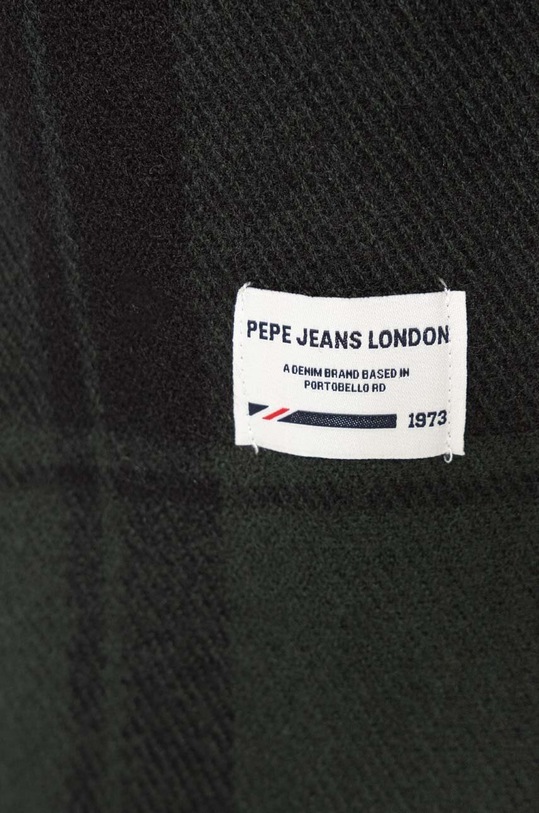 PEPE JEANS LONDON
A DENIM BRAND BASED IN
PORTOBELLO RD
1973